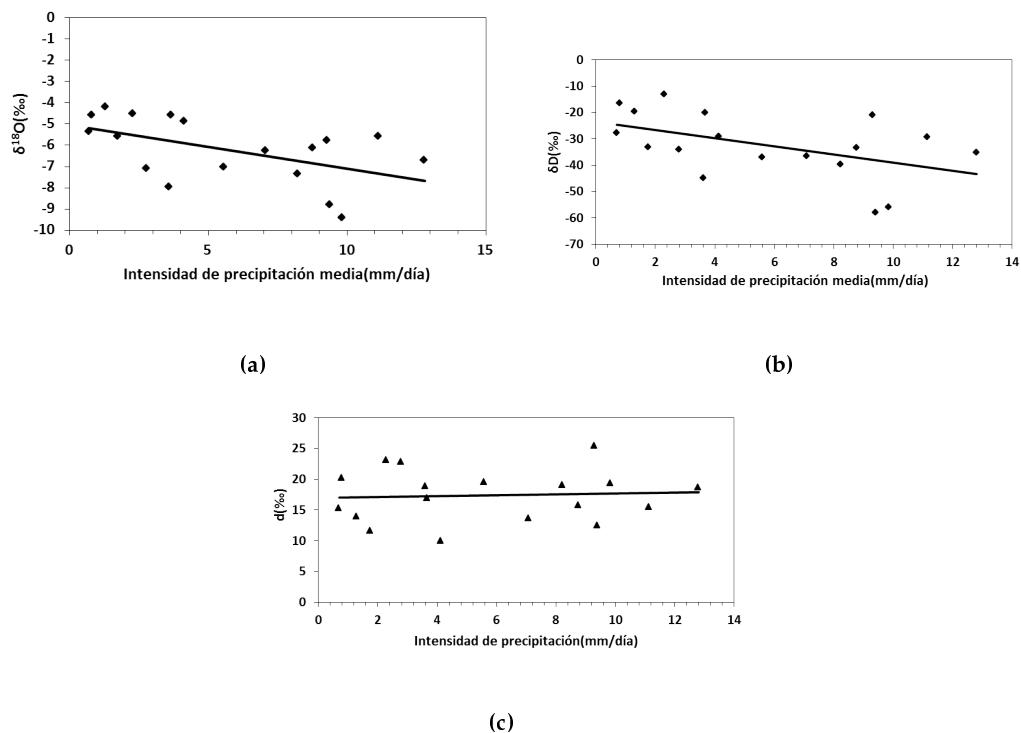 0
-1
-2
-3
-4
-5
-6
-7
-8
-9
-10
δ¹⁸O(‰)
0 5 10 15
Intensidad de precipitación media(mm/día)
(a)
0
-10
-20
-30
-40
-50
-60
-70
δD(‰)
0 2 4 6 8 10 12 14
Intensidad de precipitación media(mm/día)
(b)
30
25
20
15
10
5
0
d(‰)
0 2 4 6 8 10 12 14
Intensidad de precipitación(mm/día)
(c)